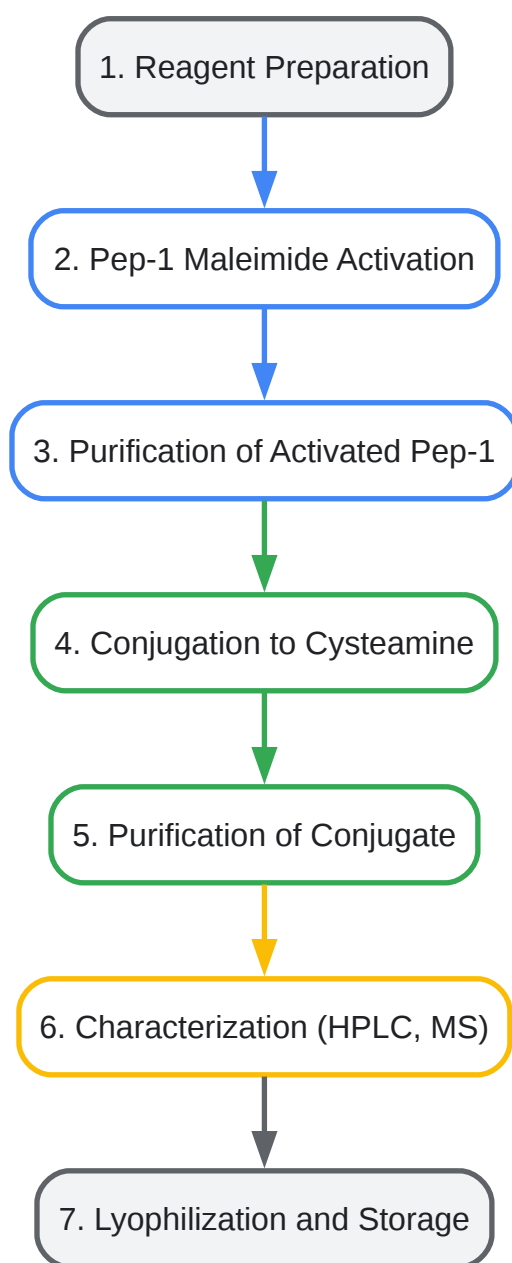 1. Reagent Preparation
2. Pep-1 Maleimide Activation
3. Purification of Activated Pep-1
4. Conjugation to Cysteamine
5. Purification of Conjugate
6. Characterization (HPLC, MS)
7. Lyophilization and Storage